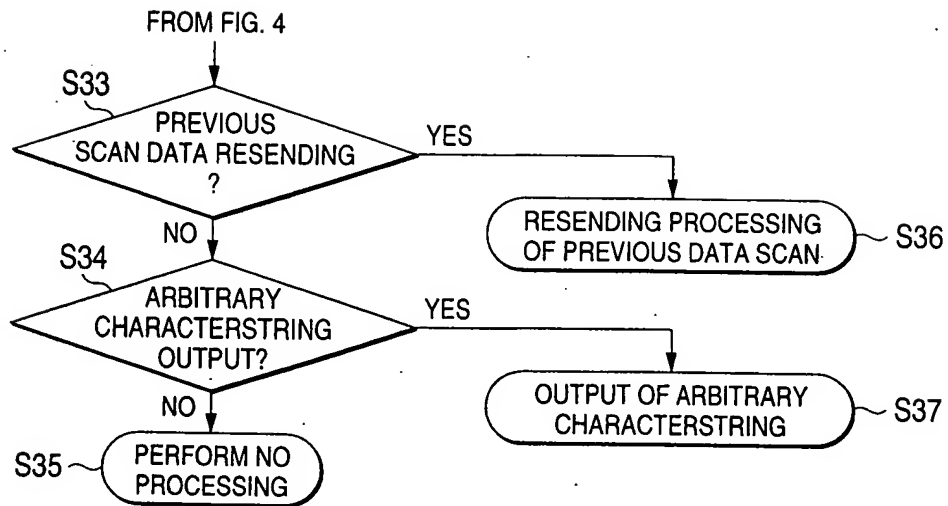 FROM FIG. 4
S33
PREVIOUS
SCAN DATA RESENDING
?
YES
RESENDING PROCESSING
OF PREVIOUS DATA SCAN
S36
NO
S34
ARBITRARY
CHARACTERSTRING
OUTPUT?
YES
OUTPUT OF ARBITRARY
CHARACTERSTRING
S37
NO
S35
PERFORM NO
PROCESSING